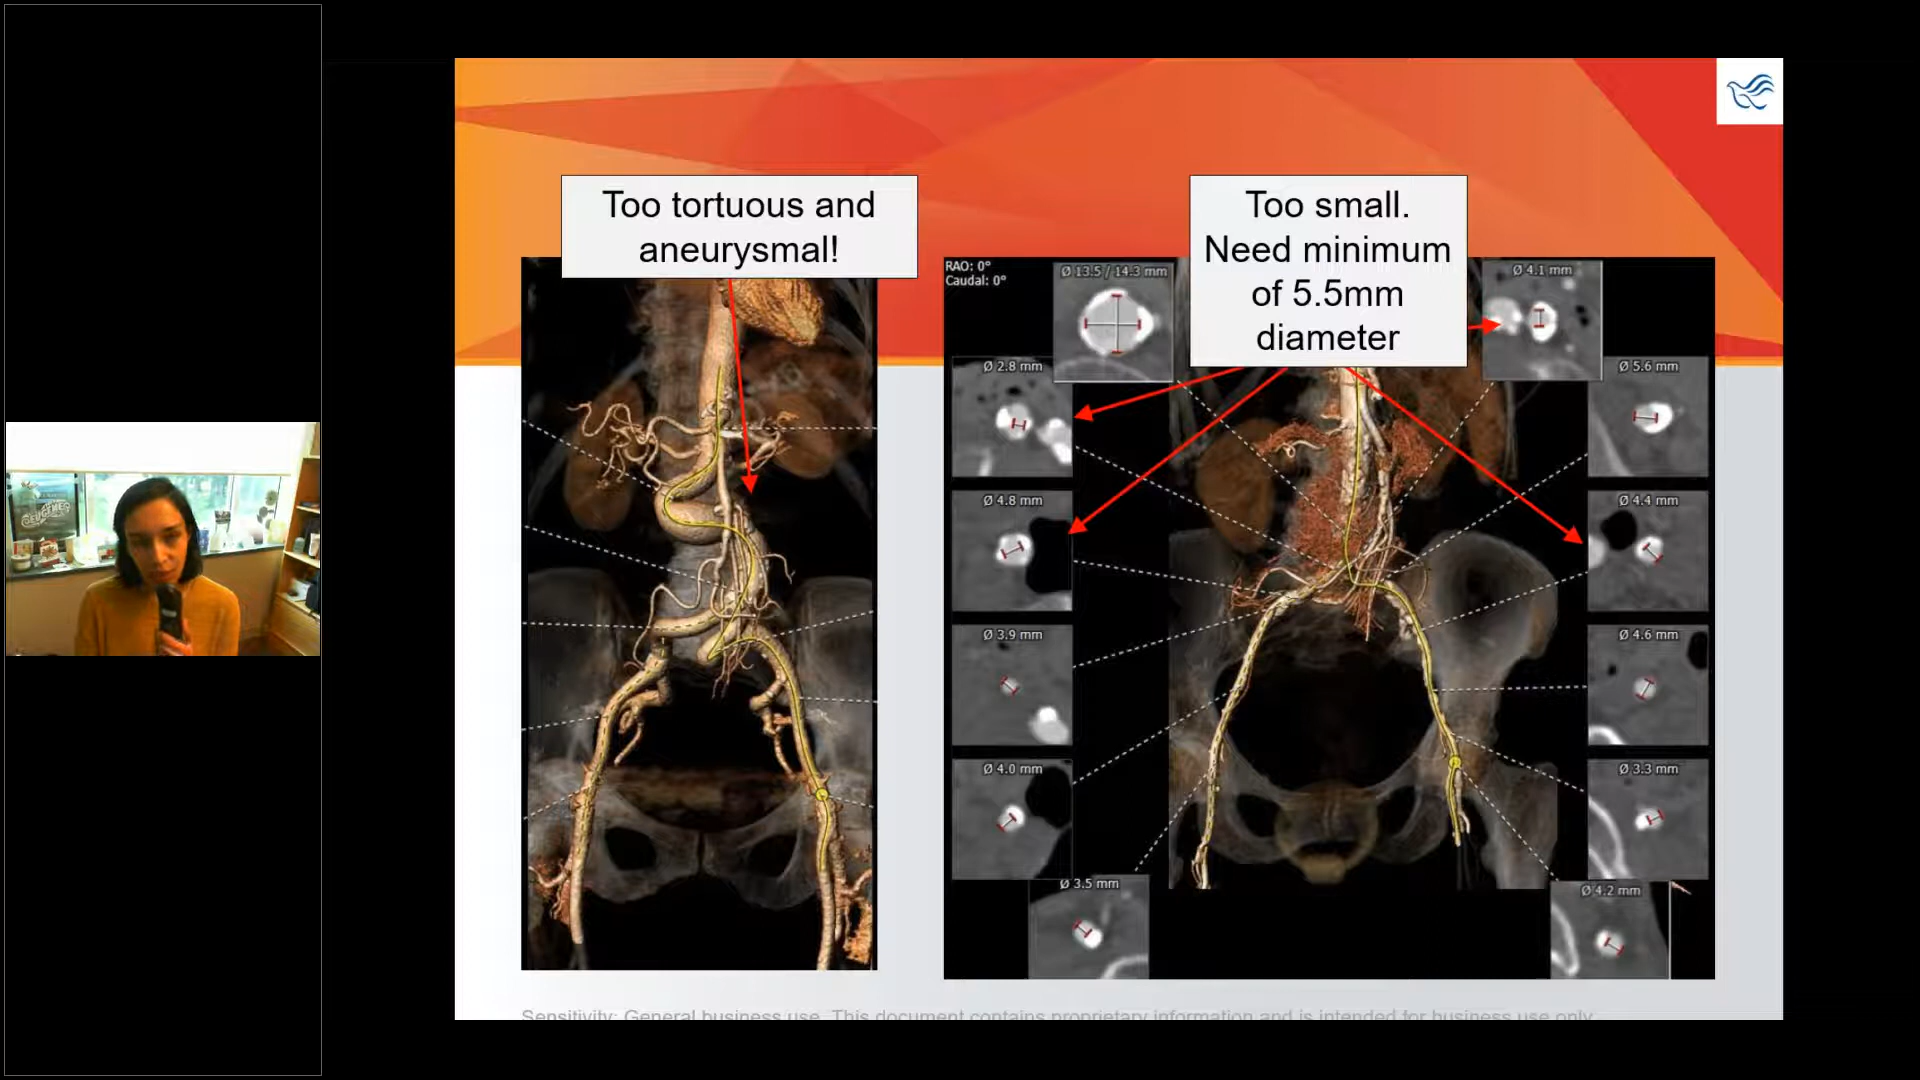 Too tortuous and
aneurysmal!
Too small.
Need minimum
of 5.5mm
diameter
RAO: 0°
Caudal: 0°
Ø 13.5 / 14.3 mm
Ø 4.1 mm
Ø 2.8 mm
Ø 5.6 mm
Ø 4.8 mm
Ø 4.4 mm
Ø 3.9 mm
Ø 4.6 mm
Ø 4.0 mm
Ø 3.3 mm
Ø 3.5 mm
Ø 4.2 mm
Sensitivity: General business use. This document contains proprietary information and is intended for business use only.